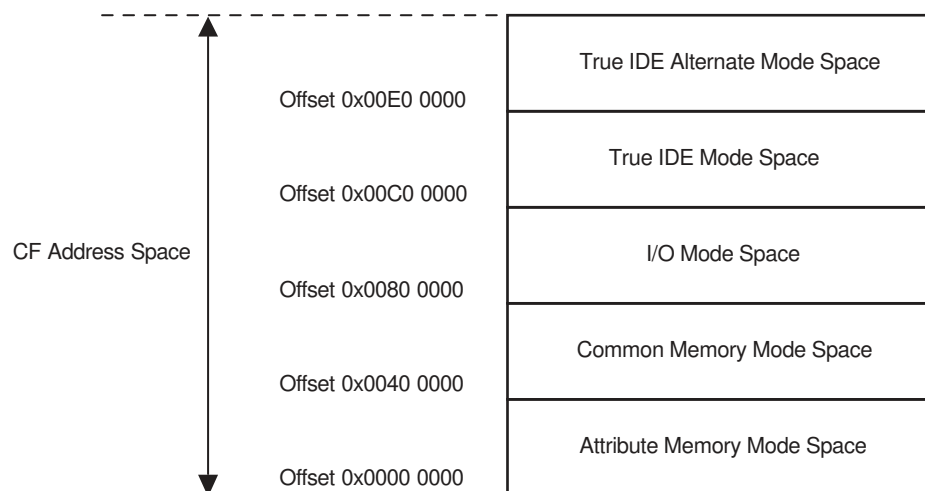 True IDE Alternate Mode Space
Offset 0x00E0 0000
True IDE Mode Space
Offset 0x00C0 0000
CF Address Space
I/O Mode Space
Offset 0x0080 0000
Common Memory Mode Space
Offset 0x0040 0000
Attribute Memory Mode Space
Offset 0x0000 0000